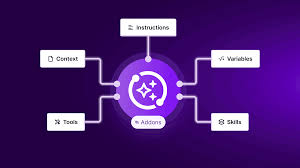 Instructions
Context
Variables
Addons
Tools
Skills